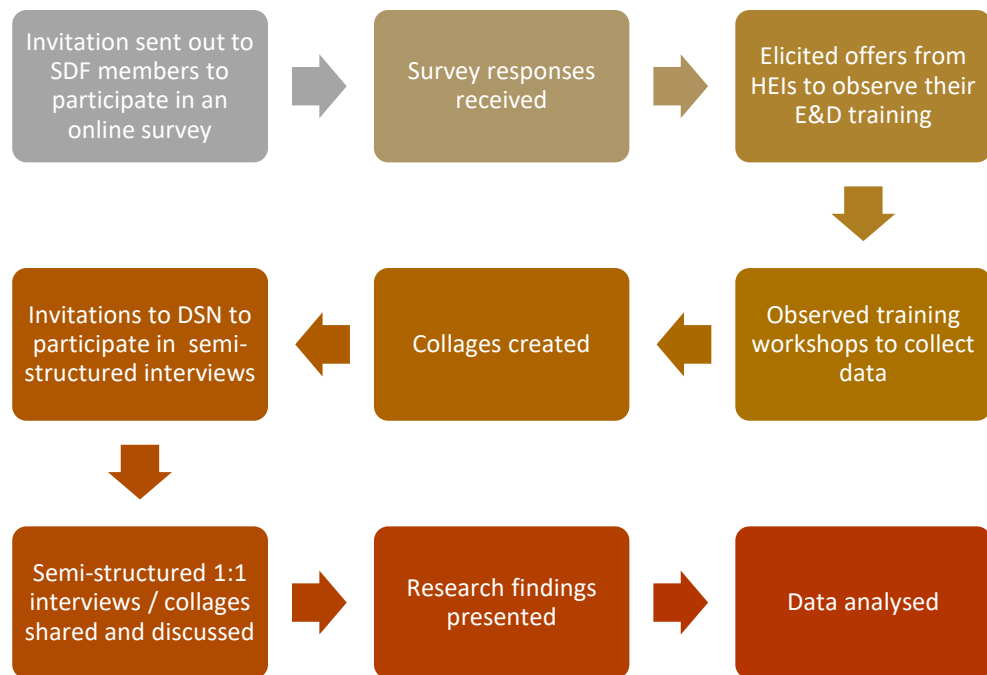 Invitation sent out to
SDF members to
participate in an
online survey
Survey responses
received
Elicited offers from
HEIs to observe their
E&D training
Observed training
workshops to collect
data
Collages created
Invitations to DSN to
participate in semi-
structured interviews
Semi-structured 1:1
interviews / collages
shared and discussed
Research findings
presented
Data analysed